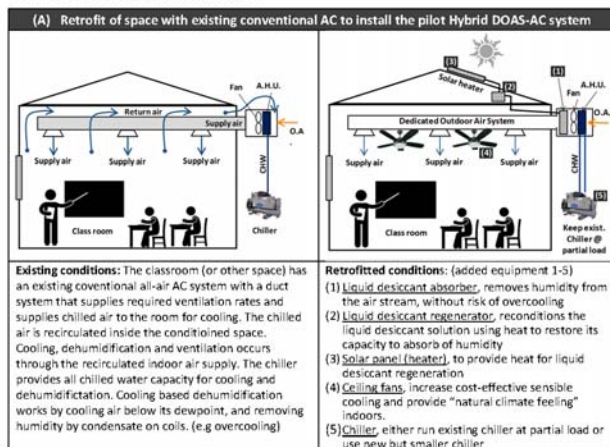 (A) Retrofit of space with existing conventional AC to install the pilot Hybrid DOAS-AC system
Fan
A.H.U.
Return air
Supply air
O.A
Supply air
Supply air
Supply air
CHW
Class room
Chiller
(3)
Solar heater
(2)
(1)
Fan
A.H.U.
Dedicated Outdoor Air System
O.A
Supply air
(4)
Supply air
Supply air
CHW
(5)
Class room
Keep exist.
Chiller @
partial load
Existing conditions: The classroom (or other space) has
an existing coventional all-air AC system with a duct
system that supplies required ventilation rates and
supplies chilled air to the room for cooling. The chilled
air is recirculated inside the conditioined space.
Cooling, dehumidification and ventilation occurs
through the recirculated indoor air supply. The chiller
provides all chilled water capacity for cooling and
dehumidifictation. Cooling based dehumidification
works by cooling air below its dewpoint, and removing
humidity by condensate on coils. (e.g overcooling)
Retrofitted conditions: (added equipment 1-5)
(1) Liquid desiccant absorber, removes humidity from
the air stream, without risk of overcooling
(2) Liquid desiccant regenerator, reconditions the
liquid desiccant solution using heat to restore its
capacity to absorb of humidity
(3) Solar panel (heater), to provide heat for liquid
desiccant regeneration
(4) Ceiling fans, increase cost-effective sensible
cooling and provide "natural climate feeling"
indoors.
(5) Chiller, either run existing chiller at partial load or
use new but smaller chiller